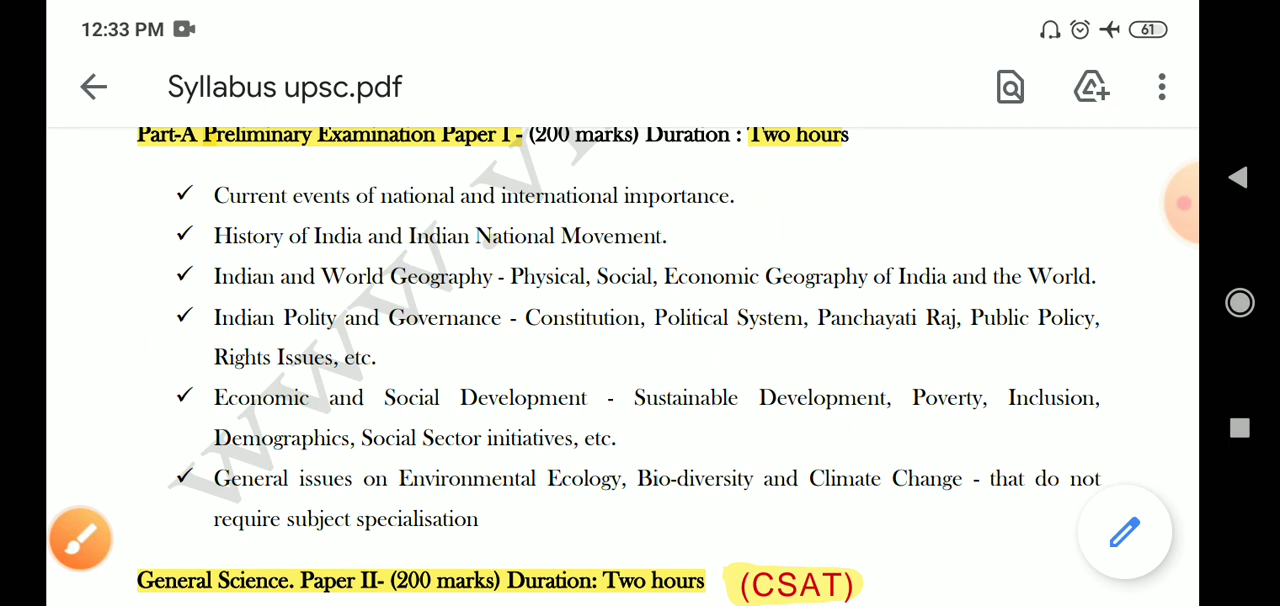 12:33 PM
61
Syllabus upsc.pdf
Part-A Preliminary Examination Paper I - (200 marks) Duration : Two hours
✓ Current events of national and international importance.
✓ History of India and Indian National Movement.
✓ Indian and World Geography - Physical, Social, Economic Geography of India and the World.
✓ Indian Polity and Governance - Constitution, Political System, Panchayati Raj, Public Policy,
Rights Issues, etc.
✓ Economic and Social Development - Sustainable Development, Poverty, Inclusion,
Demographics, Social Sector initiatives, etc.
✓ General issues on Environmental Ecology, Bio-diversity and Climate Change - that do not
require subject specialisation
General Science. Paper II- (200 marks) Duration: Two hours (CSAT)